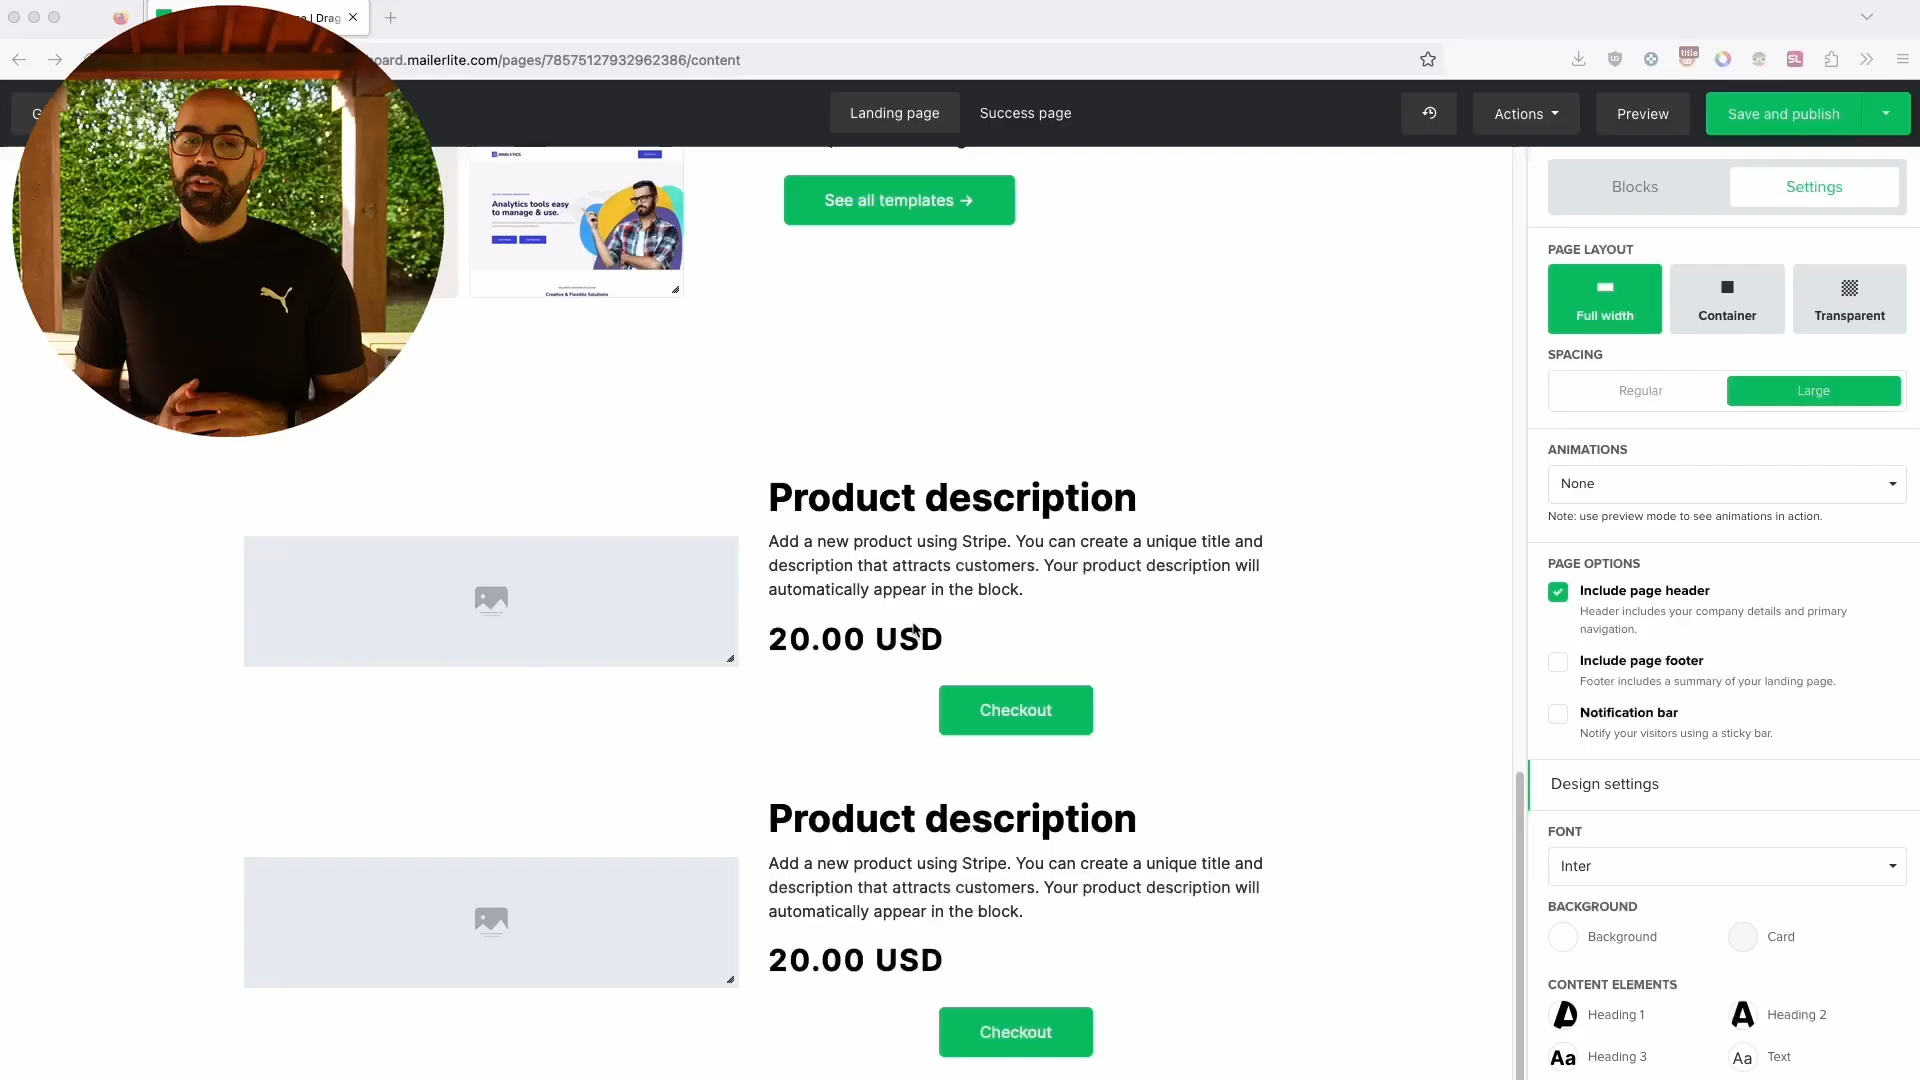 | Drag
board.mailerlite.com/pages/78575127932962386/content
title
SL
G
Landing page
Success page
Actions
Preview
Save and publish
Analytics tools easy
to manage & use.
Creative & Flexible Solutions
See all templates →
Product description
Add a new product using Stripe. You can create a unique title and
description that attracts customers. Your product description will
automatically appear in the block.
20.00 USD
Checkout
Product description
Add a new product using Stripe. You can create a unique title and
description that attracts customers. Your product description will
automatically appear in the block.
20.00 USD
Checkout
Blocks
Settings
PAGE LAYOUT
Full width
Container
Transparent
SPACING
Regular
Large
ANIMATIONS
None
Note: use preview mode to see animations in action.
PAGE OPTIONS
Include page header
Header includes your company details and primary
navigation.
Include page footer
Footer includes a summary of your landing page.
Notification bar
Notify your visitors using a sticky bar.
Design settings
FONT
Inter
BACKGROUND
Background
Card
CONTENT ELEMENTS
Heading 1
Heading 2
Aa
Heading 3
Aa
Text